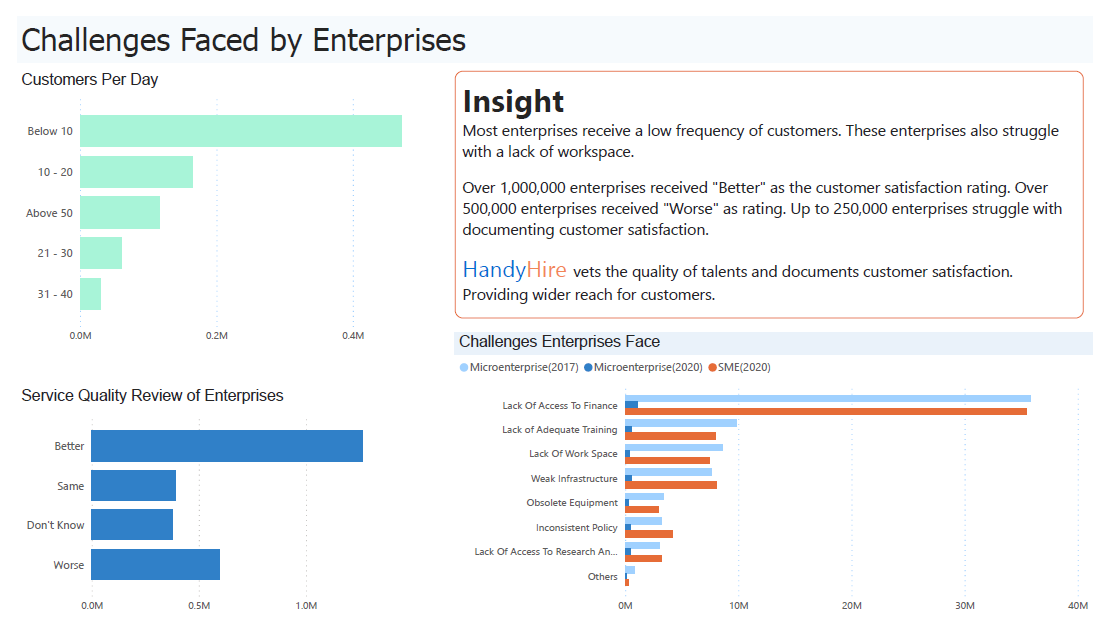 Challenges Faced by Enterprises
Customers Per Day
Below 10
10 - 20
Above 50
21 - 30
31 - 40
0.0M 0.2M 0.4M
Insight
Most enterprises receive a low frequency of customers. These enterprises also struggle
with a lack of workspace.
Over 1,000,000 enterprises received "Better" as the customer satisfaction rating. Over
500,000 enterprises received "Worse" as rating. Up to 250,000 enterprises struggle with
documenting customer satisfaction.
HandyHire vets the quality of talents and documents customer satisfaction.
Providing wider reach for customers.
Service Quality Review of Enterprises
Better
Same
Don't Know
Worse
0.0M 0.5M 1.0M
Challenges Enterprises Face
Microenterprise(2017) Microenterprise(2020) SME(2020)
Lack Of Access To Finance
Lack of Adequate Training
Lack Of Work Space
Weak Infrastructure
Obsolete Equipment
Inconsistent Policy
Lack Of Access To Research An...
Others
0M 10M 20M 30M 40M